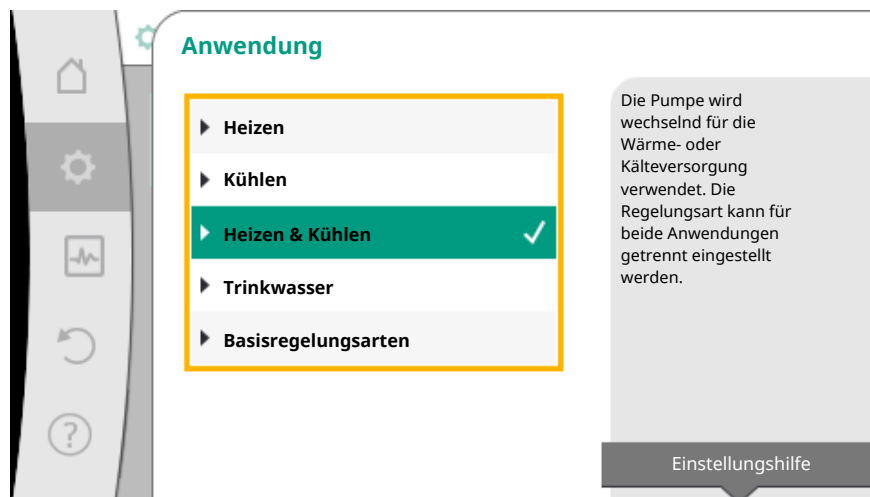 Anwendung
Heizen
Kühlen
Heizen & Kühlen
Trinkwasser
Basisregelungsarten
Die Pumpe wird
wechselnd für die
Wärme- oder
Kälteversorgung
verwendet. Die
Regelungsart kann für
beide Anwendungen
getrennt eingestellt
werden.
Einstellungshilfe